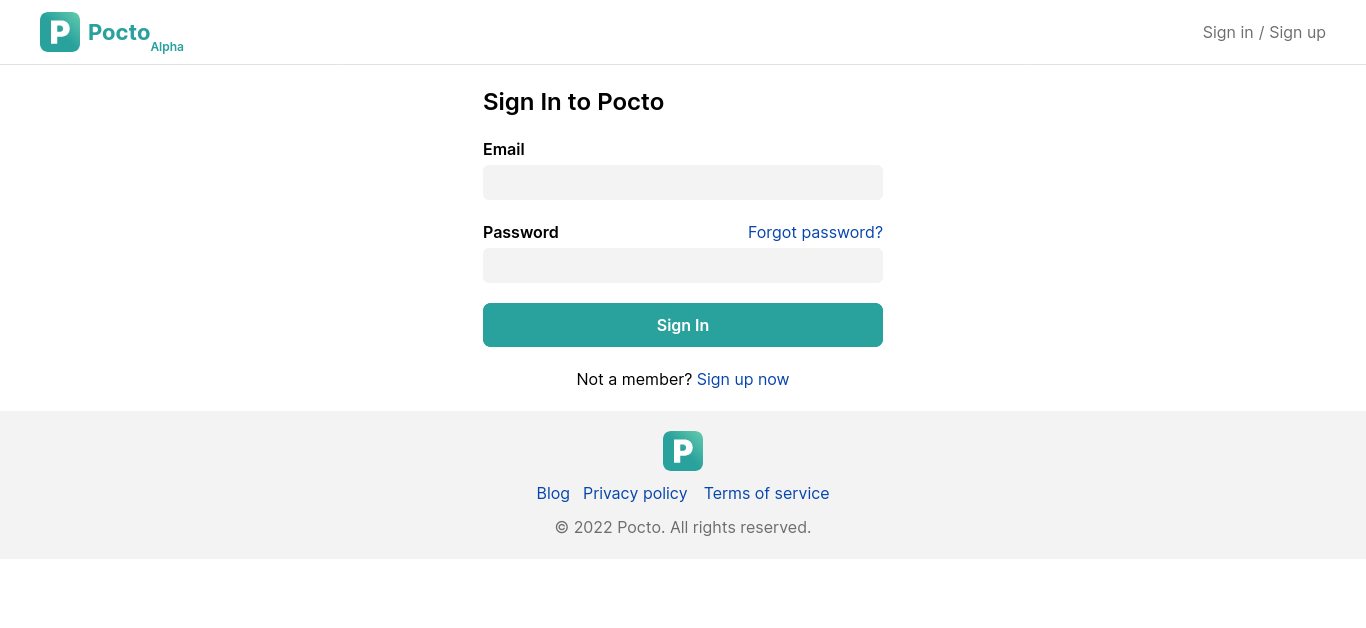 P Pocto Alpha
Sign in / Sign up
Sign In to Pocto
Email
Password Forgot password?
Sign In
Not a member? Sign up now
P
Blog Privacy policy Terms of service
© 2022 Pocto. All rights reserved.